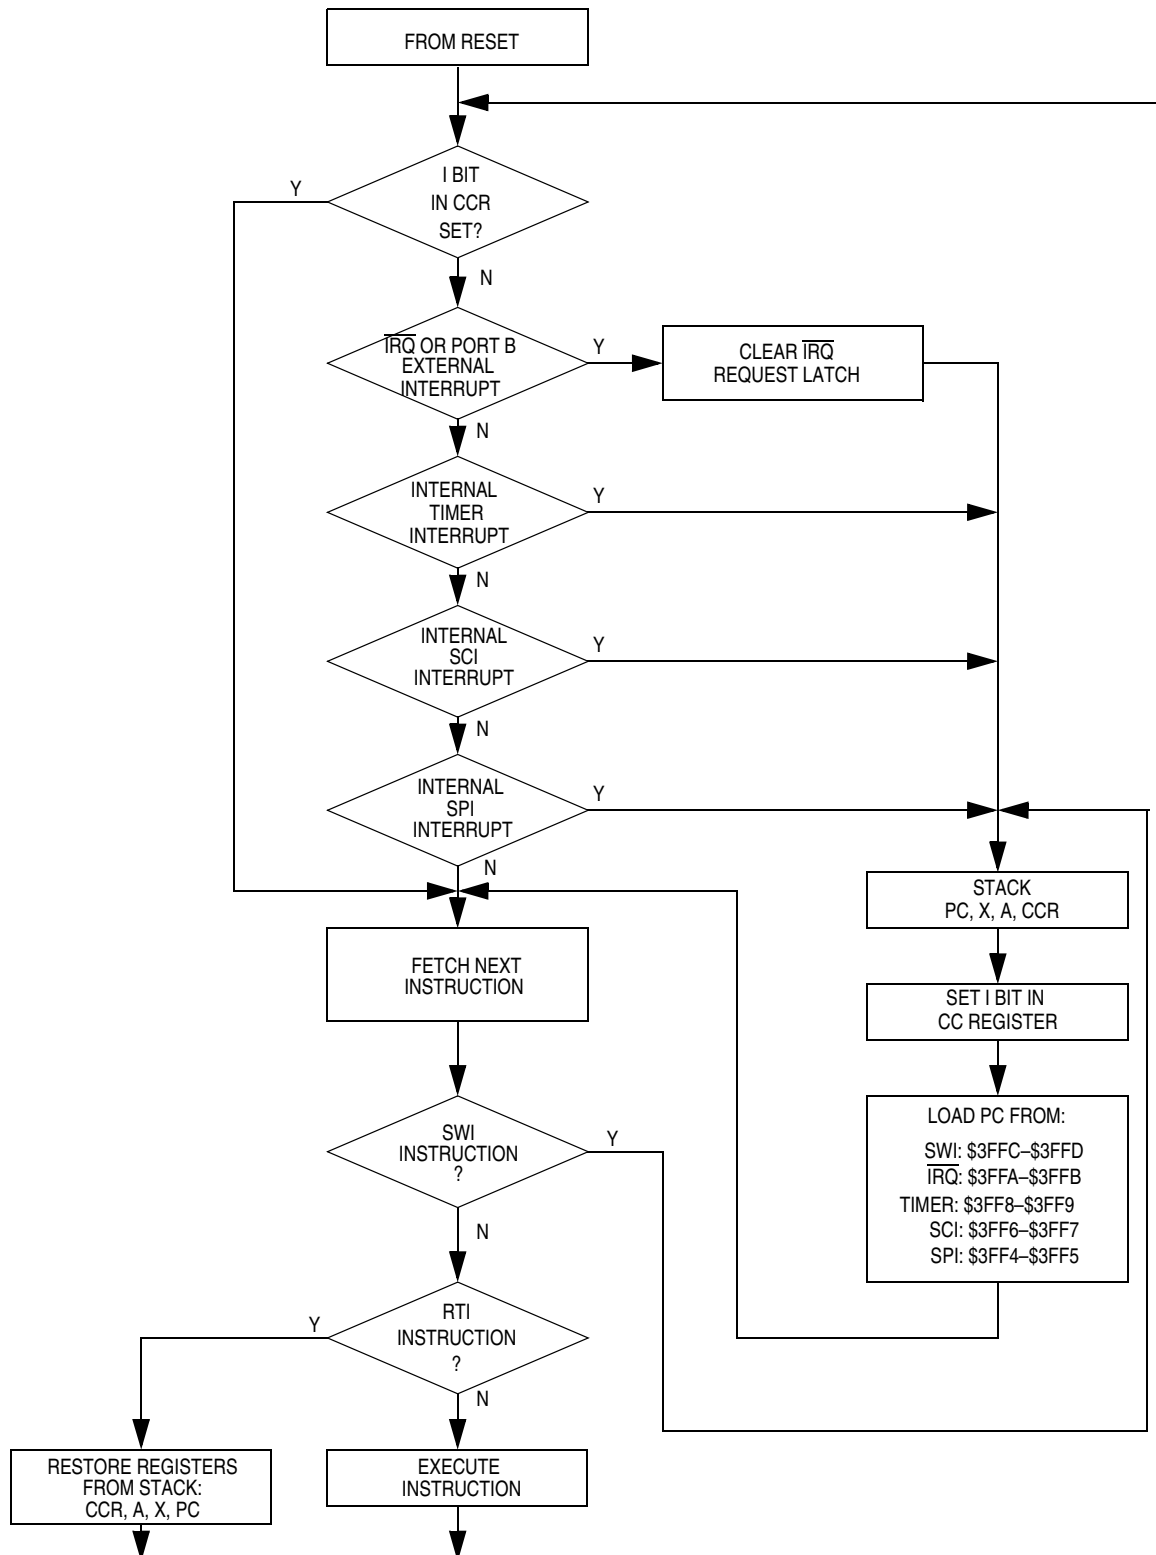 FROM RESET
I BIT
IN CCR
SET?
Y
N
IRQ OR PORT B
EXTERNAL
INTERRUPT
Y
CLEAR IRQ
REQUEST LATCH
N
INTERNAL
TIMER
INTERRUPT
Y
N
INTERNAL
SCI
INTERRUPT
Y
N
INTERNAL
SPI
INTERRUPT
Y
N
STACK
PC, X, A, CCR
FETCH NEXT
INSTRUCTION
SET I BIT IN
CC REGISTER
SWI
INSTRUCTION
?
Y
LOAD PC FROM:
SWI: $3FFC–$3FFD
IRQ: $3FFA–$3FFB
TIMER: $3FF8–$3FF9
SCI: $3FF6–$3FF7
SPI: $3FF4–$3FF5
N
RTI
INSTRUCTION
?
Y
N
RESTORE REGISTERS
FROM STACK:
CCR, A, X, PC
EXECUTE
INSTRUCTION